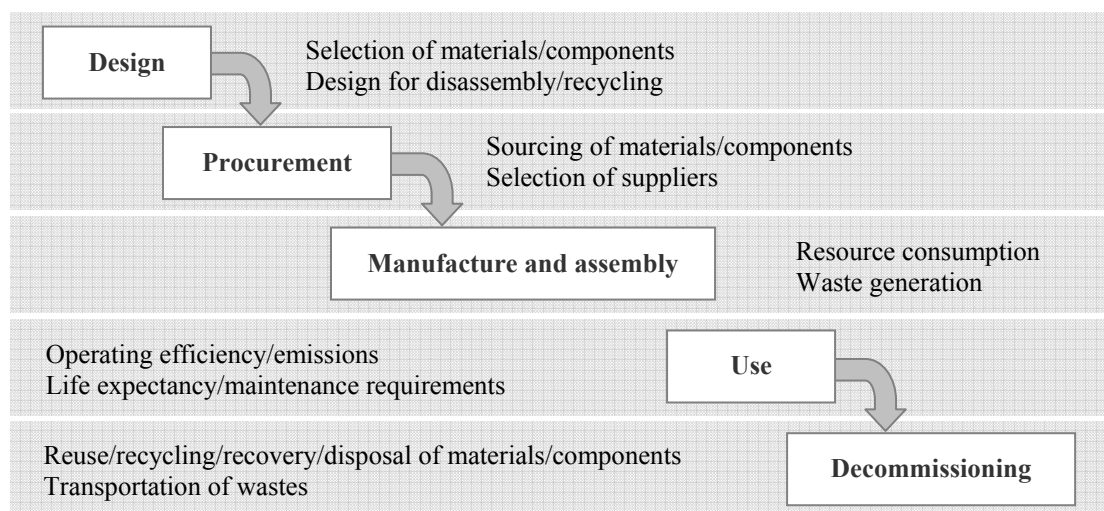 Design
Selection of materials/components
Design for disassembly/recycling
Procurement
Sourcing of materials/components
Selection of suppliers
Manufacture and assembly
Resource consumption
Waste generation
Operating efficiency/emissions
Life expectancy/maintenance requirements
Use
Reuse/recycling/recovery/disposal of materials/components
Transportation of wastes
Decommissioning